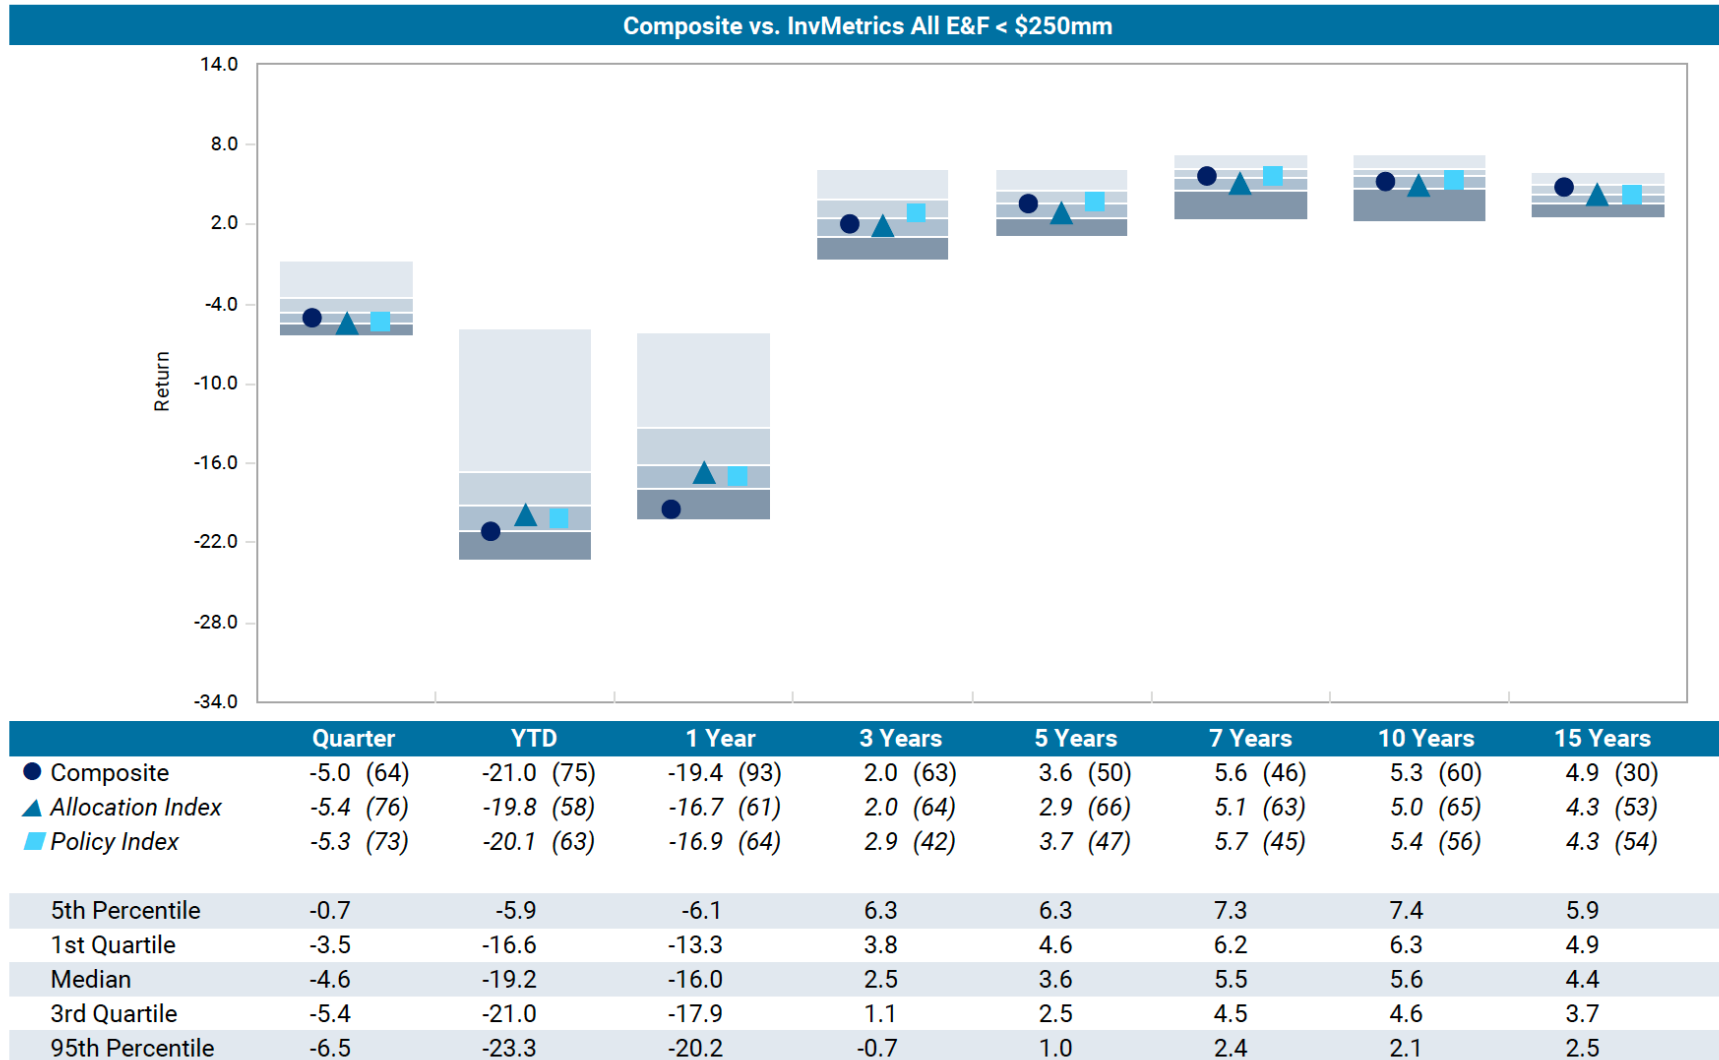 Composite vs. InvMetrics All E&F < $250mm
14.0
8.0
2.0
-4.0
-10.0
-16.0
-22.0
-28.0
-34.0
Return
Quarter YTD 1 Year 3 Years 5 Years 7 Years 10 Years 15 Years
Composite -5.0 (64) -21.0 (75) -19.4 (93) 2.0 (63) 3.6 (50) 5.6 (46) 5.3 (60) 4.9 (30)
Allocation Index -5.4 (76) -19.8 (58) -16.7 (61) 2.0 (64) 2.9 (66) 5.1 (63) 5.0 (65) 4.3 (53)
Policy Index -5.3 (73) -20.1 (63) -16.9 (64) 2.9 (42) 3.7 (47) 5.7 (45) 5.4 (56) 4.3 (54)
5th Percentile -0.7 -5.9 -6.1 6.3 6.3 7.3 7.4 5.9
1st Quartile -3.5 -16.6 -13.3 3.8 4.6 6.2 6.3 4.9
Median -4.6 -19.2 -16.0 2.5 3.6 5.5 5.6 4.4
3rd Quartile -5.4 -21.0 -17.9 1.1 2.5 4.5 4.6 3.7
95th Percentile -6.5 -23.3 -20.2 -0.7 1.0 2.4 2.1 2.5